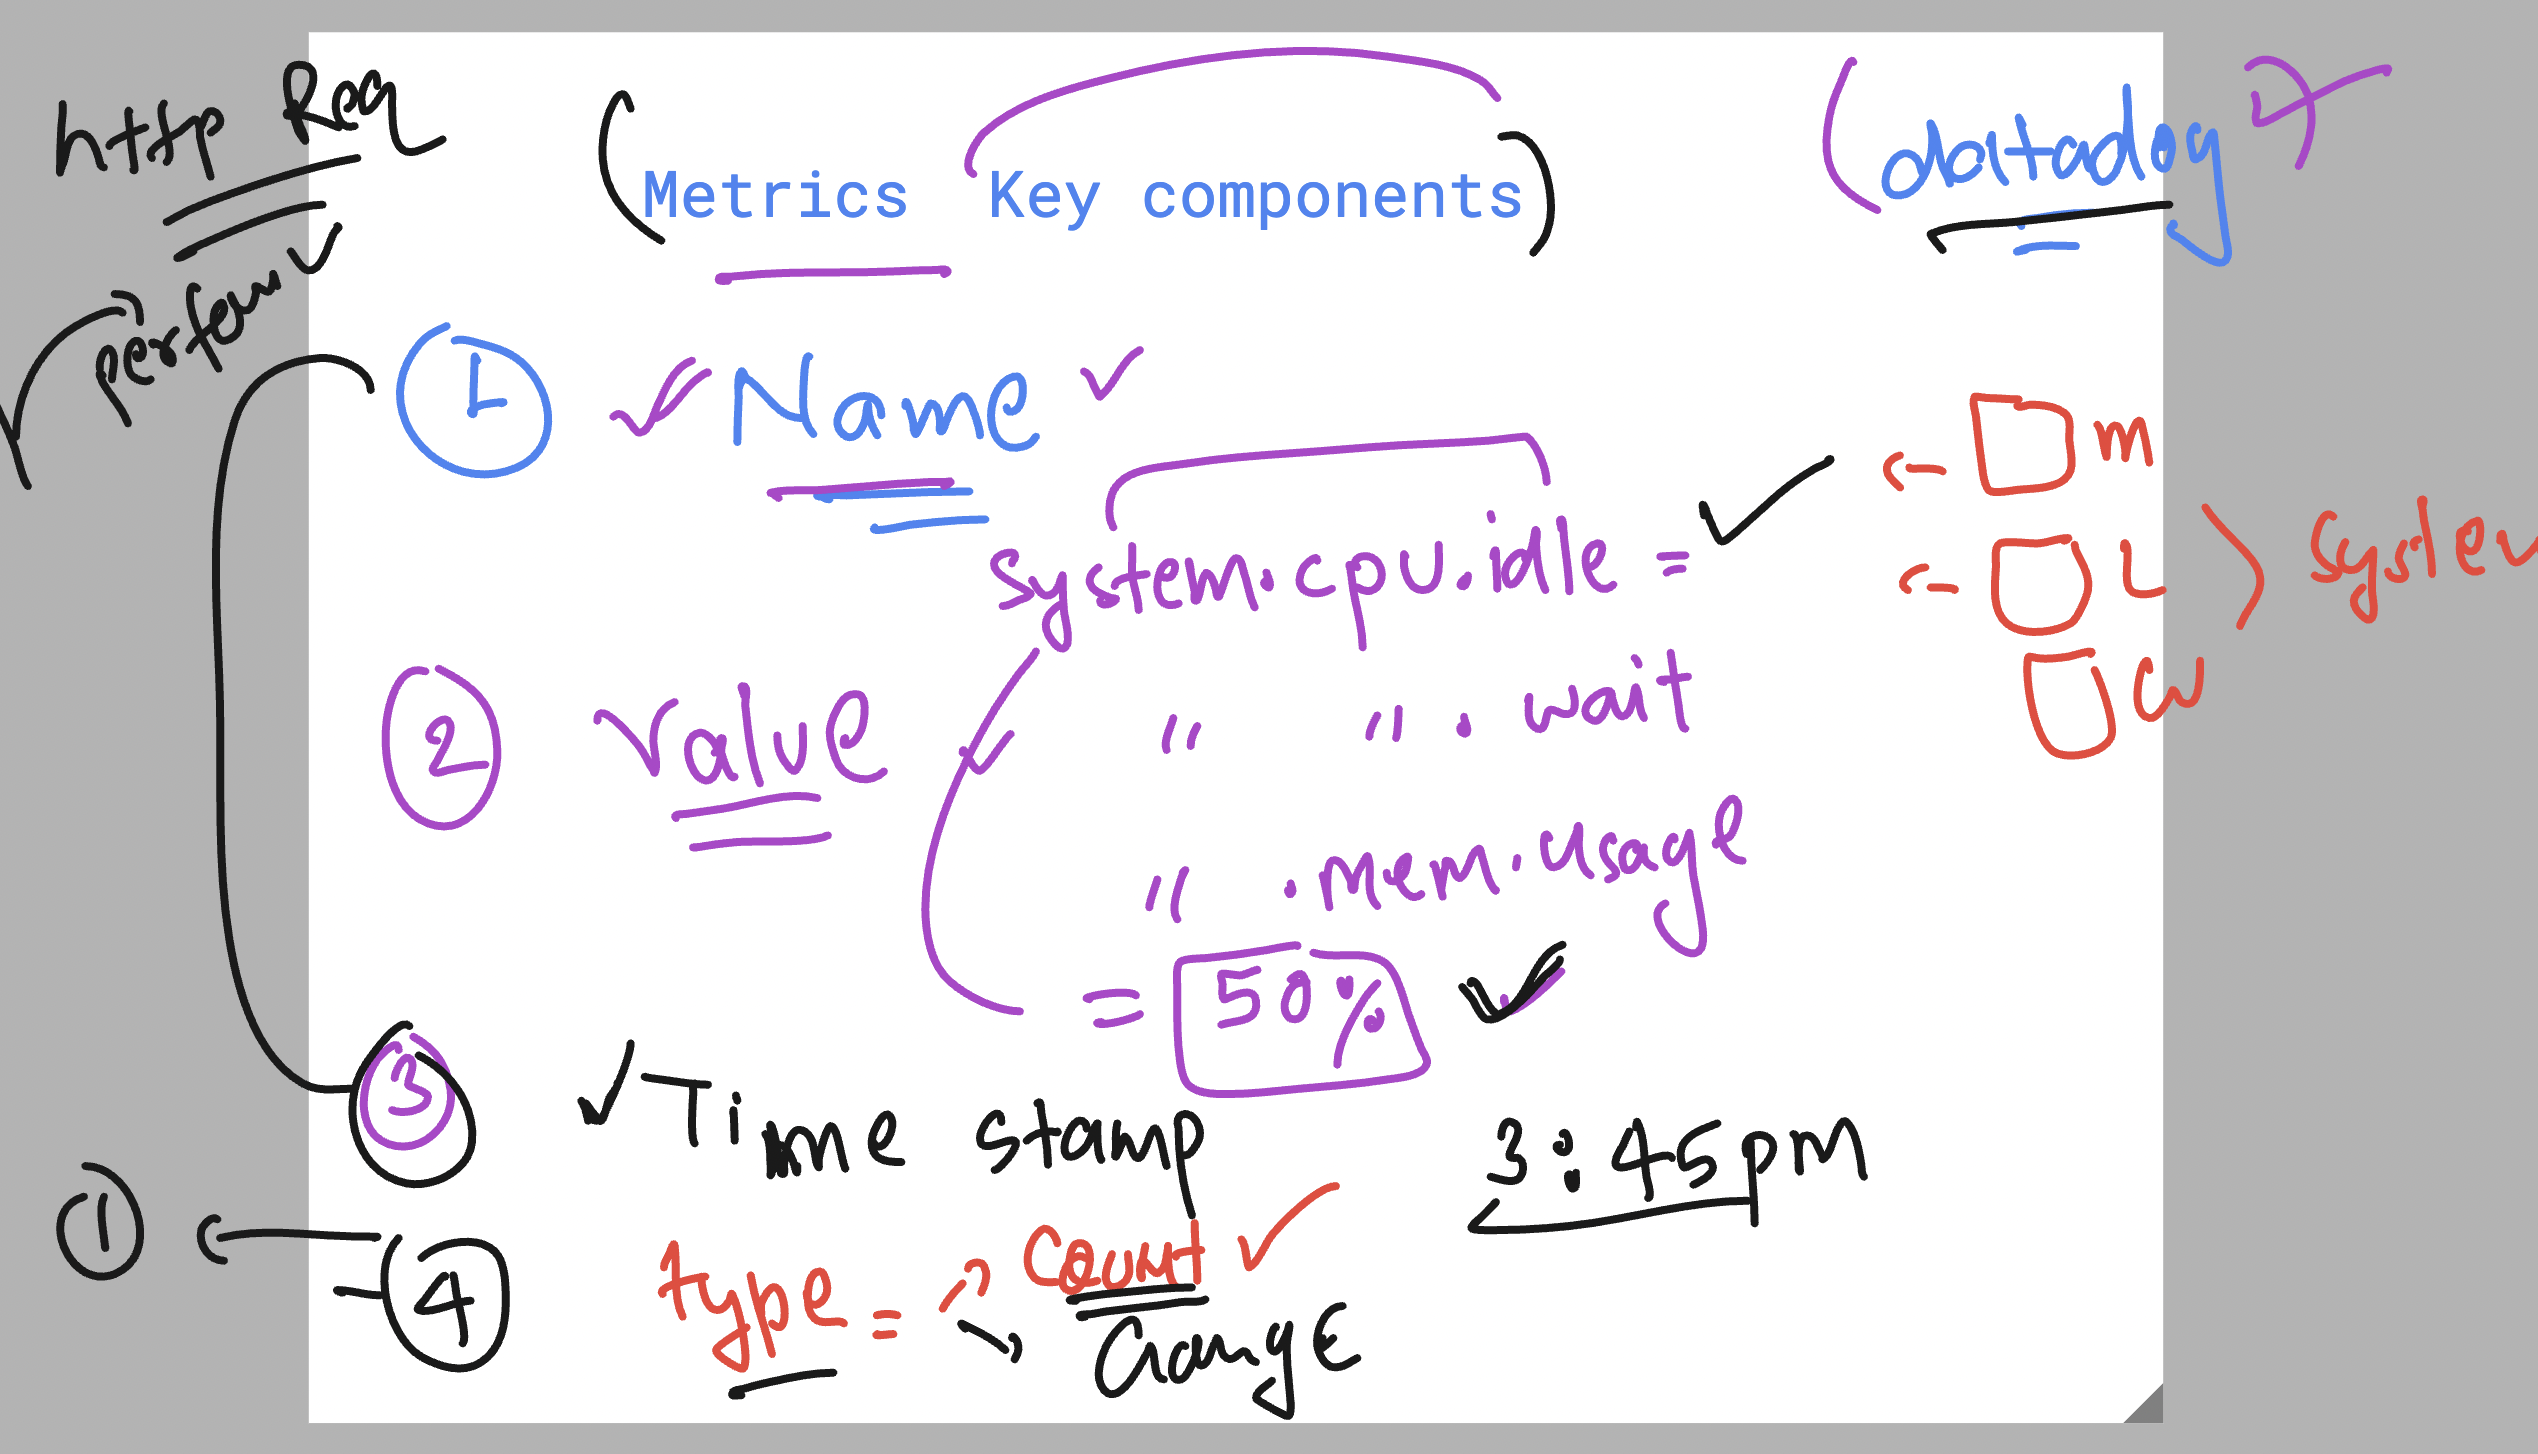 http Req
perfom
Metrics Key components
datadog
1 Name
system.cpu.idle =
M
L
W
System
2 Value
" " . wait
" . mem.usage
= 50%
3 Time stamp
3:45pm
1
4 type = Count
Gauge